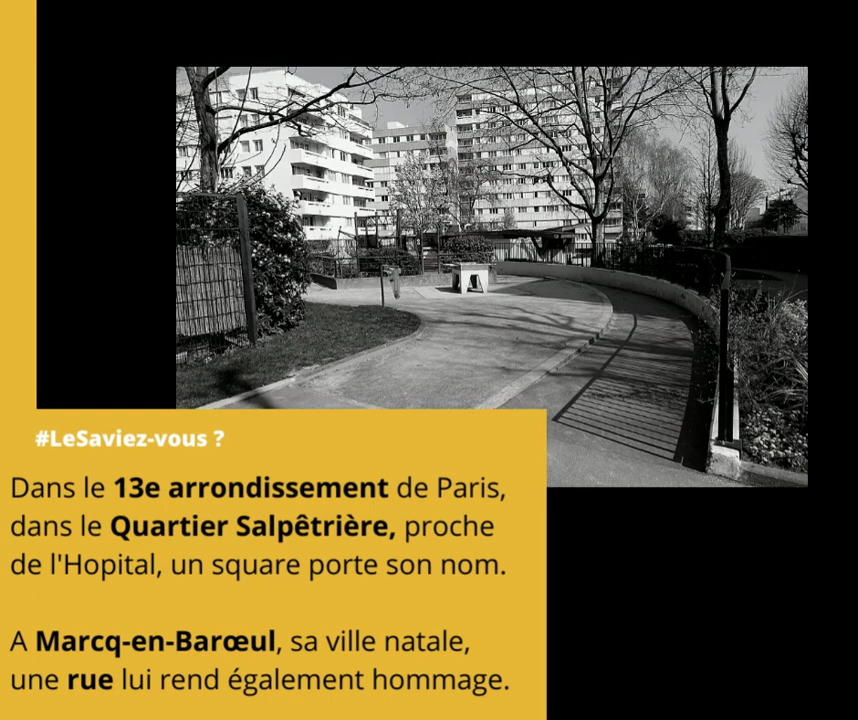 #LeSaviez-vous ?
Dans le 13e arrondissement de Paris,
dans le Quartier Salpêtrière, proche
de l'Hopital, un square porte son nom.
A Marcq-en-Barœul, sa ville natale,
une rue lui rend également hommage.